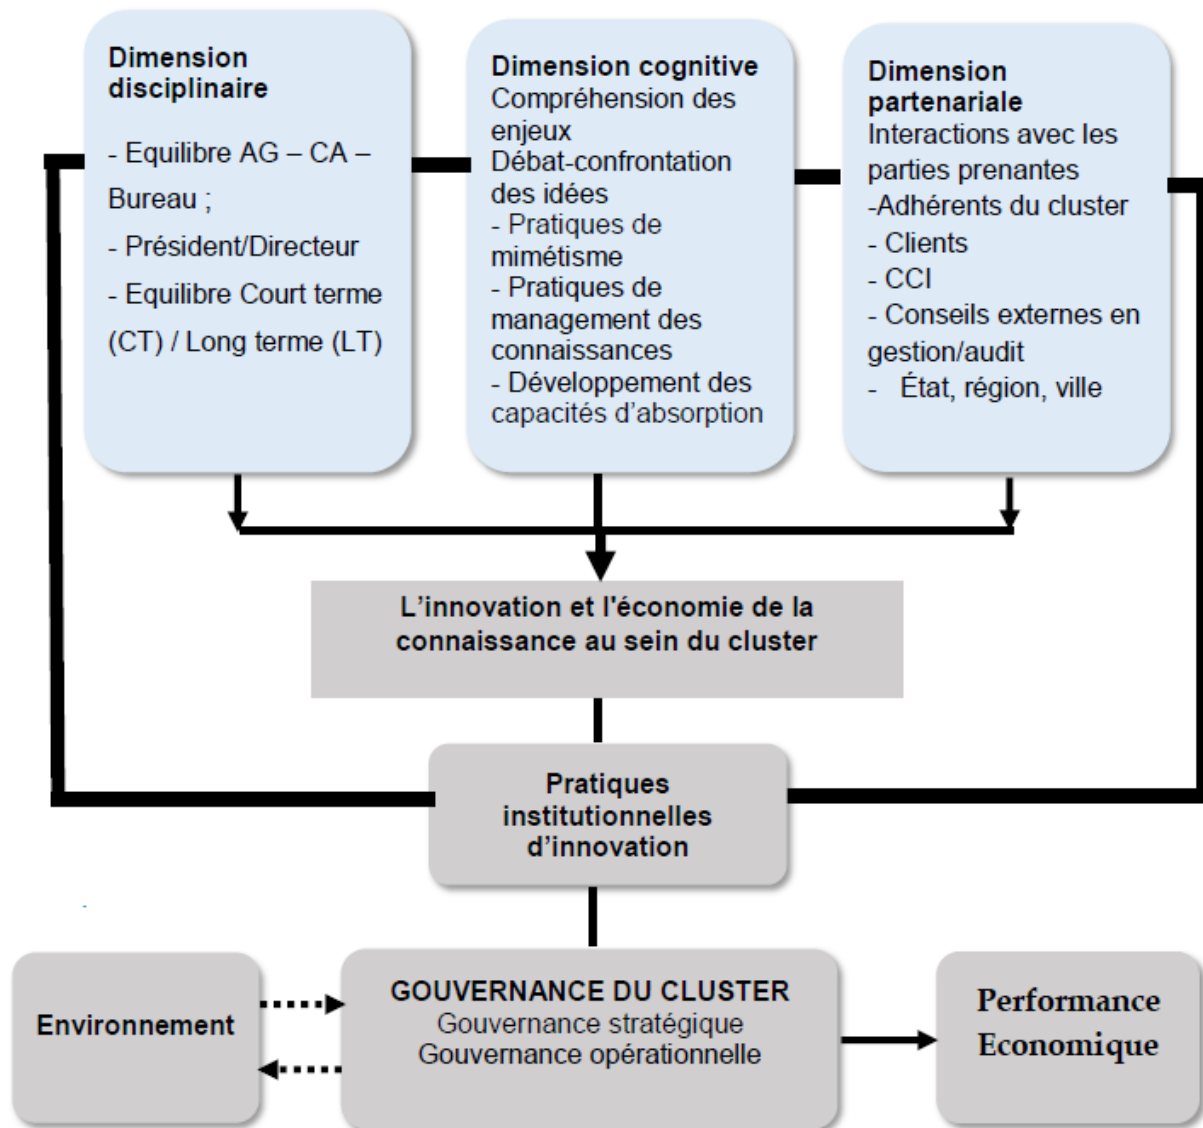 Dimension
disciplinaire
- Equilibre AG – CA –
Bureau ;
- Président/Directeur
- Equilibre Court terme
(CT) / Long terme (LT)
Dimension cognitive
Compréhension des
enjeux
Débat-confrontation
des idées
- Pratiques de
mimétisme
- Pratiques de
management des
connaissances
- Développement des
capacités d’absorption
Dimension
partenariale
Interactions avec les
parties prenantes
-Adhérents du cluster
- Clients
- CCI
- Conseils externes en
gestion/audit
- État, région, ville
L’innovation et l'économie de la
connaissance au sein du cluster
Pratiques
institutionnelles
d’innovation
Environnement
GOUVERNANCE DU CLUSTER
Gouvernance stratégique
Gouvernance opérationnelle
Performance
Economique